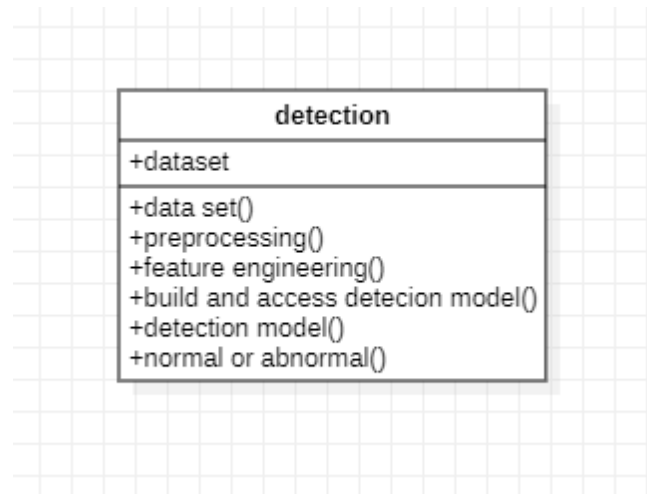 detection
+dataset
+data set()
+preprocessing()
+feature engineering()
+build and access detecion model()
+detection model()
+normal or abnormal()